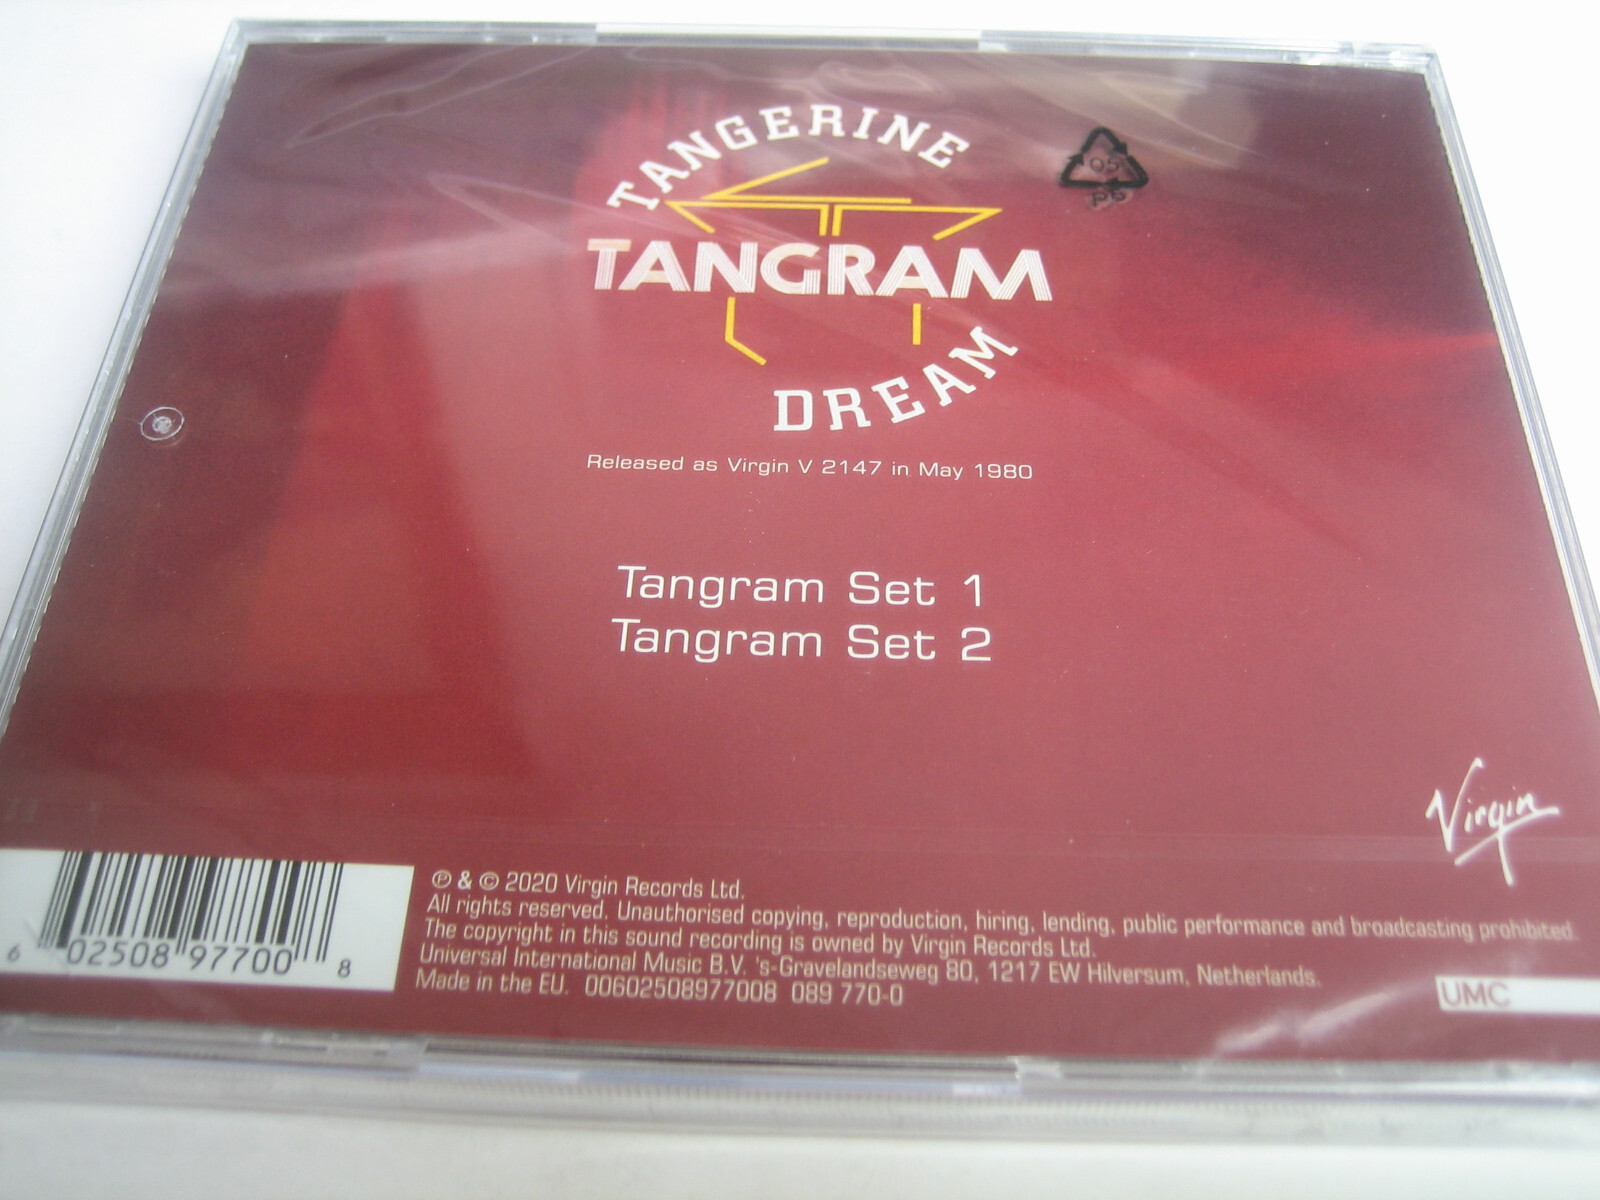 TANGERINE
TANGRAM
DREAM
05
PS
Released as Virgin V 2147 in May 1980
Tangram Set 1
Tangram Set 2
Virgin
6 02508 97700 8
℗ & © 2020 Virgin Records Ltd.
All rights reserved. Unauthorised copying, reproduction, hiring, lending, public performance and broadcasting prohibited.
The copyright in this sound recording is owned by Virgin Records Ltd.
Universal International Music B.V. 's-Gravelandseweg 80, 1217 EW Hilversum, Netherlands.
Made in the EU. 00602508977008 089 770-0
UMC